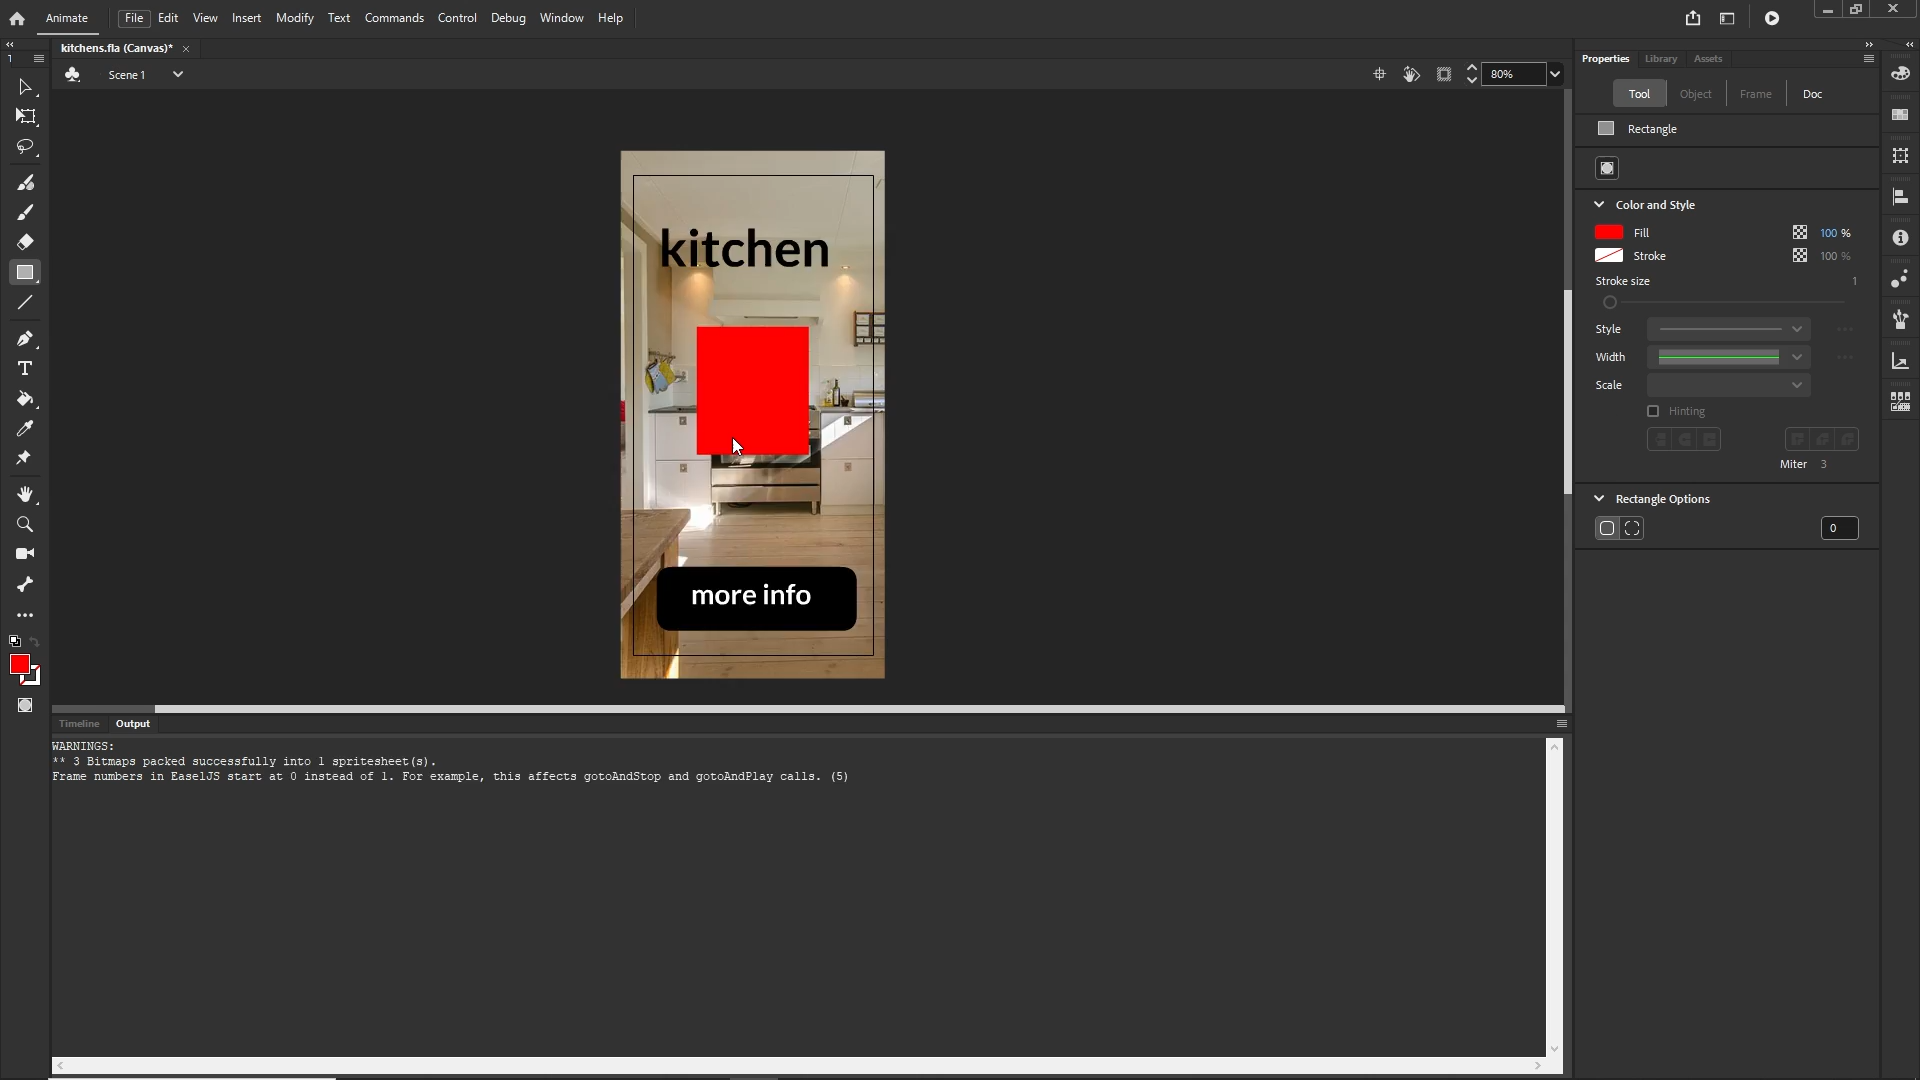 Animate File Edit View Insert Modify Text Commands Control Debug Window Help
kitchens.fla (Canvas)*
Scene 1
80%
kitchen
more info
Properties Library Assets
Tool Object Frame Doc
Rectangle
Color and Style
Fill 100 %
Stroke 100 %
Stroke size 1
Style
Width
Scale
Hinting
Miter 3
Rectangle Options
0
Timeline Output
WARNINGS:
** 3 Bitmaps packed successfully into 1 spritesheet(s).
Frame numbers in EaselJS start at 0 instead of 1. For example, this affects gotoAndStop and gotoAndPlay calls. (5)